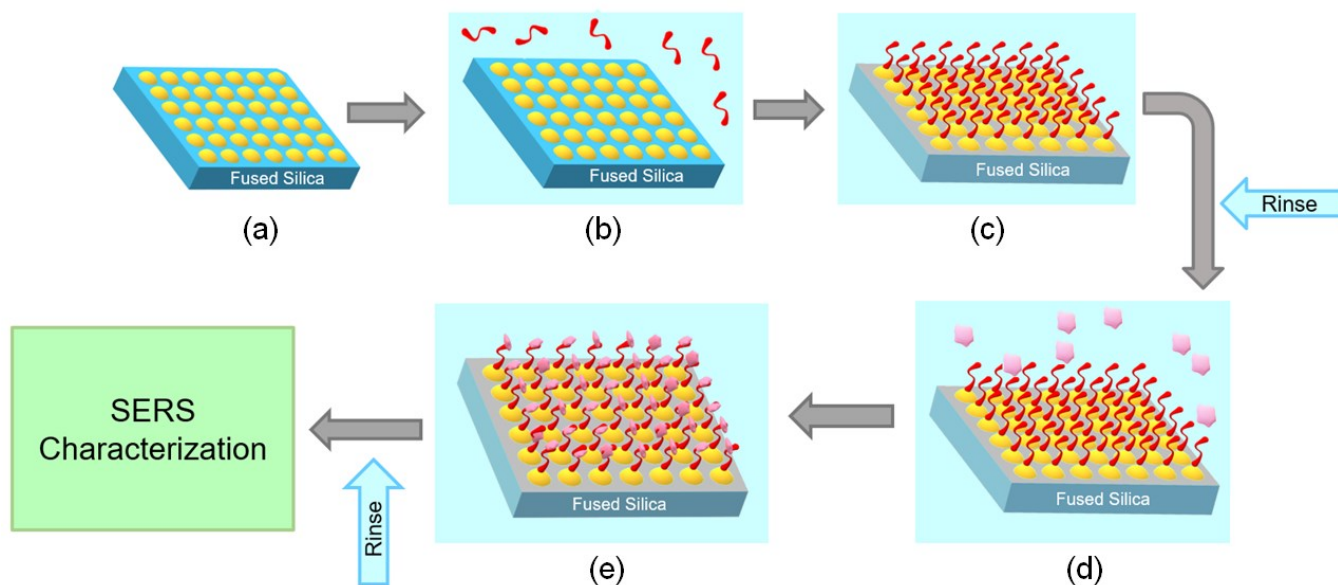 Fused Silica
(a)
Fused Silica
(b)
Fused Silica
(c)
Rinse
Fused Silica
(d)
Fused Silica
(e)
Rinse
SERS
Characterization